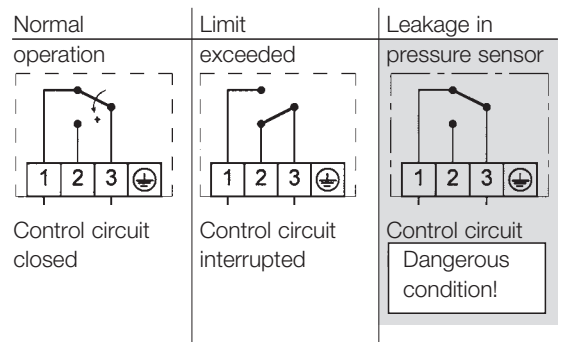 Normal
operation
1 2 3
Control circuit
closed
Limit
exceeded
1 2 3
Control circuit
interrupted
Leakage in
pressure sensor
1 2 3
Control circuit
Dangerous
condition!